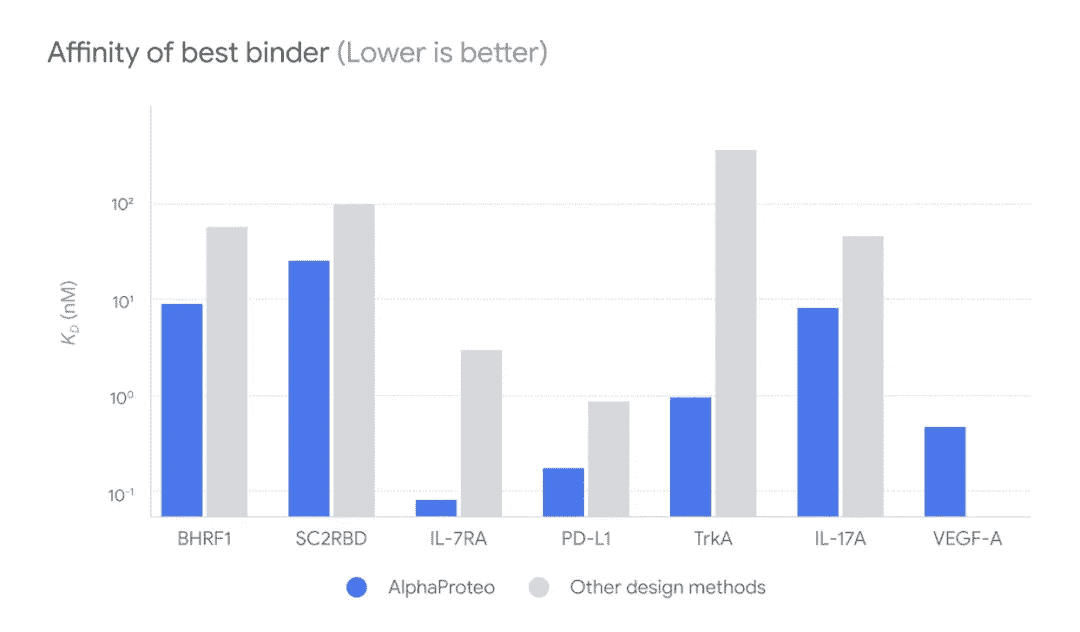 Affinity of best binder (Lower is better)
10²
10¹
10⁰
10⁻¹
K_D (nM)
BHRF1 SC2RBD IL-7RA PD-L1 TrkA IL-17A VEGF-A
AlphaProteo Other design methods